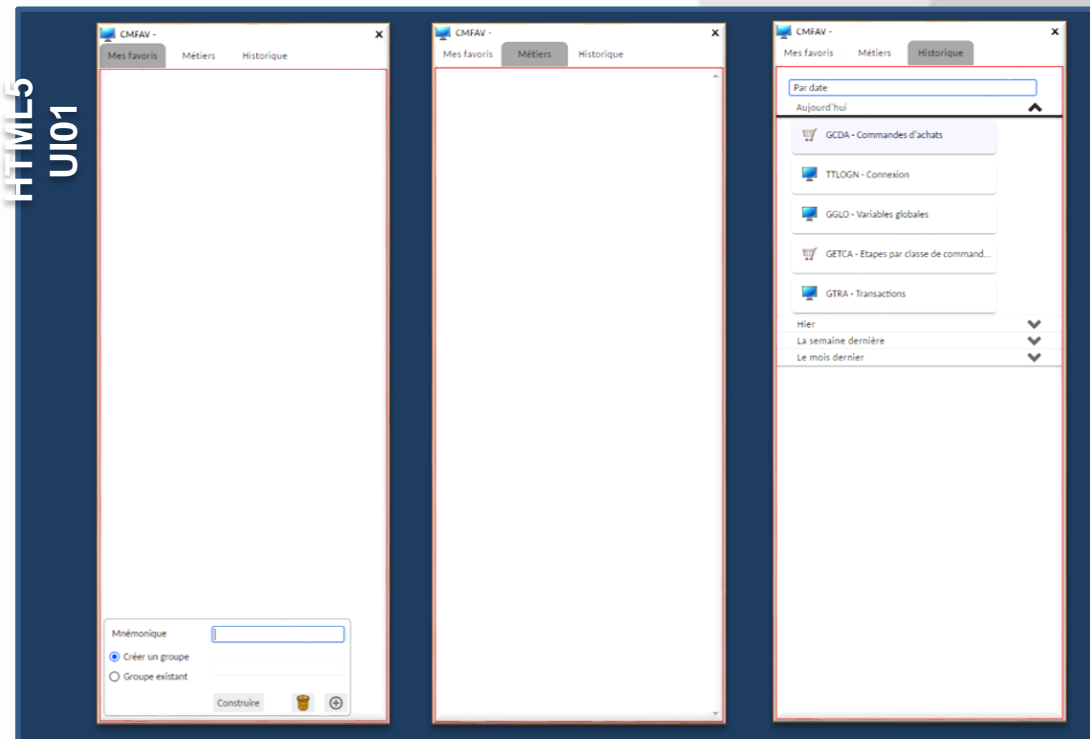 HTML5
UI01
CMFAV -
x
Mes favoris Métiers Historique
Mnémonique
Créer un groupe
Groupe existant
Construire
CMFAV -
x
Mes favoris Métiers Historique
CMFAV -
x
Mes favoris Métiers Historique
Par date
Aujourd'hui
GCDA - Commandes d'achats
TTLOGN - Connexion
GGLO - Variables globales
GETCA - Etapes par classe de command...
GTRA - Transactions
Hier
La semaine dernière
Le mois dernier